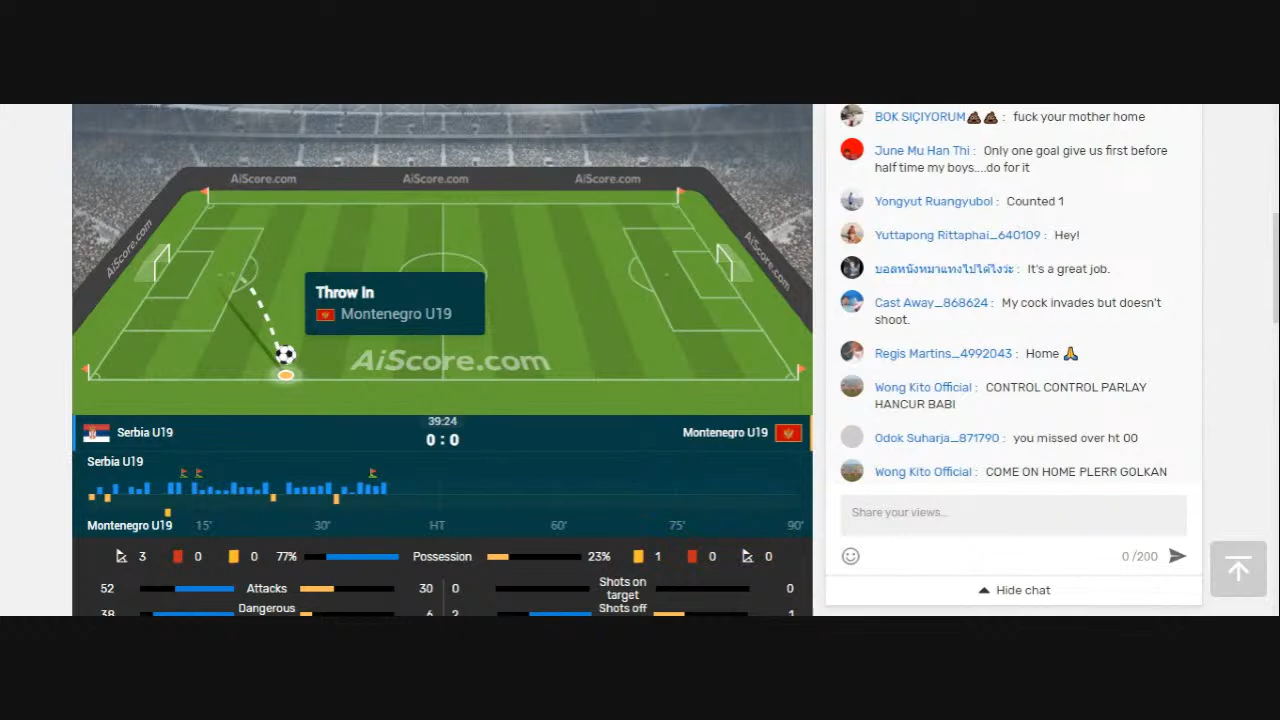 AiScore.com
AiScore.com
AiScore.com
AiScore.com
AiScore.com
Throw In
Montenegro U19
AiScore.com
Serbia U19
39:24
0 : 0
Montenegro U19
Serbia U19
Montenegro U19 15' 30' HT 60' 75' 90'
3 0 0 77% Possession 23% 1 0 0
52 Attacks 30 0 Shots on target 0
38 Dangerous 6 2 Shots off 1
BOK SIÇIYORUM💩💩 : fuck your mother home
June Mu Han Thi : Only one goal give us first before
half time my boys....do for it
Yongyut Ruangyubol : Counted 1
Yuttapong Rittaphai_640109 : Hey!
บอลหนังหมาแทงไปได้ไงว่ะ : It's a great job.
Cast Away_868624 : My cock invades but doesn't
shoot.
Regis Martins_4992043 : Home 🙏
Wong Kito Official : CONTROL CONTROL PARLAY
HANCUR BABI
Odok Suharja_871790 : you missed over ht 00
Wong Kito Official : COME ON HOME PLERR GOLKAN
Share your views...
0 /200
Hide chat